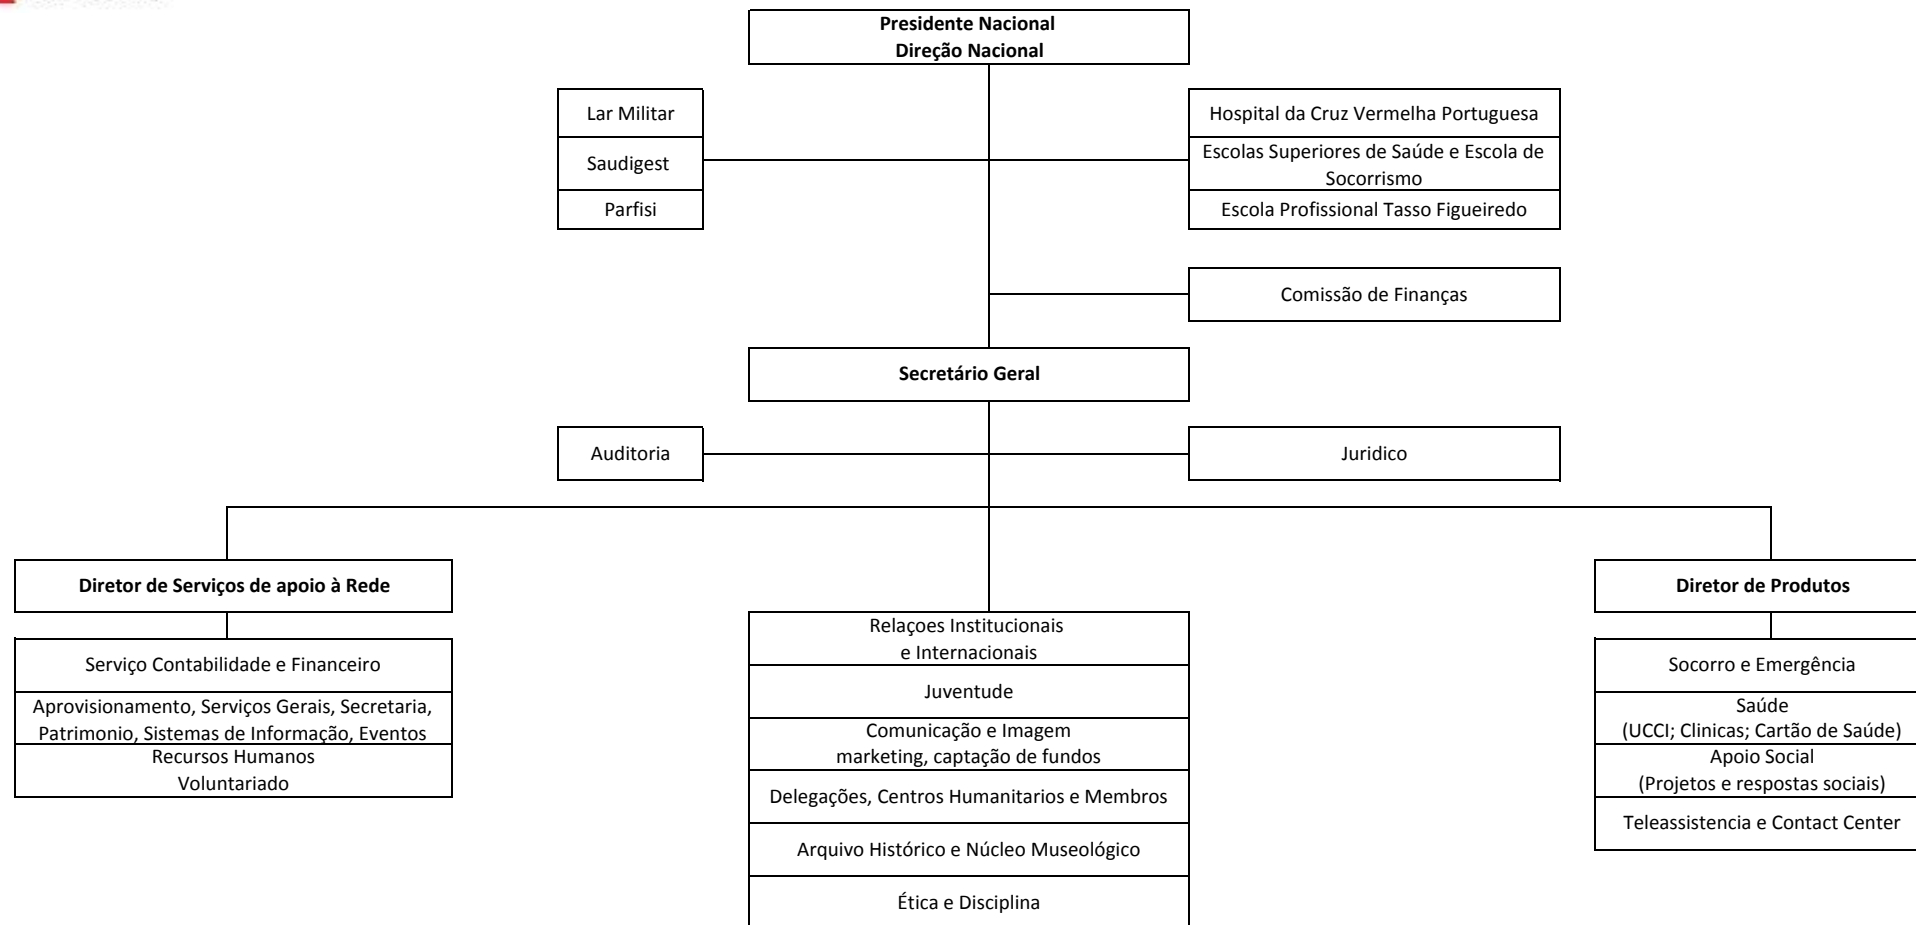 Presidente Nacional
Direção Nacional
Lar Militar
Saudigest
Parfisi
Hospital da Cruz Vermelha Portuguesa
Escolas Superiores de Saúde e Escola de
Socorrismo
Escola Profissional Tasso Figueiredo
Comissão de Finanças
Secretário Geral
Auditoria
Juridico
Diretor de Serviços de apoio à Rede
Serviço Contabilidade e Financeiro
Aprovisionamento, Serviços Gerais, Secretaria,
Patrimonio, Sistemas de Informação, Eventos
Recursos Humanos
Voluntariado
Relaçoes Institucionais
e Internacionais
Juventude
Comunicação e Imagem
marketing, captação de fundos
Delegações, Centros Humanitarios e Membros
Arquivo Histórico e Núcleo Museológico
Ética e Disciplina
Diretor de Produtos
Socorro e Emergência
Saúde
(UCCI; Clinicas; Cartão de Saúde)
Apoio Social
(Projetos e respostas sociais)
Teleassistencia e Contact Center